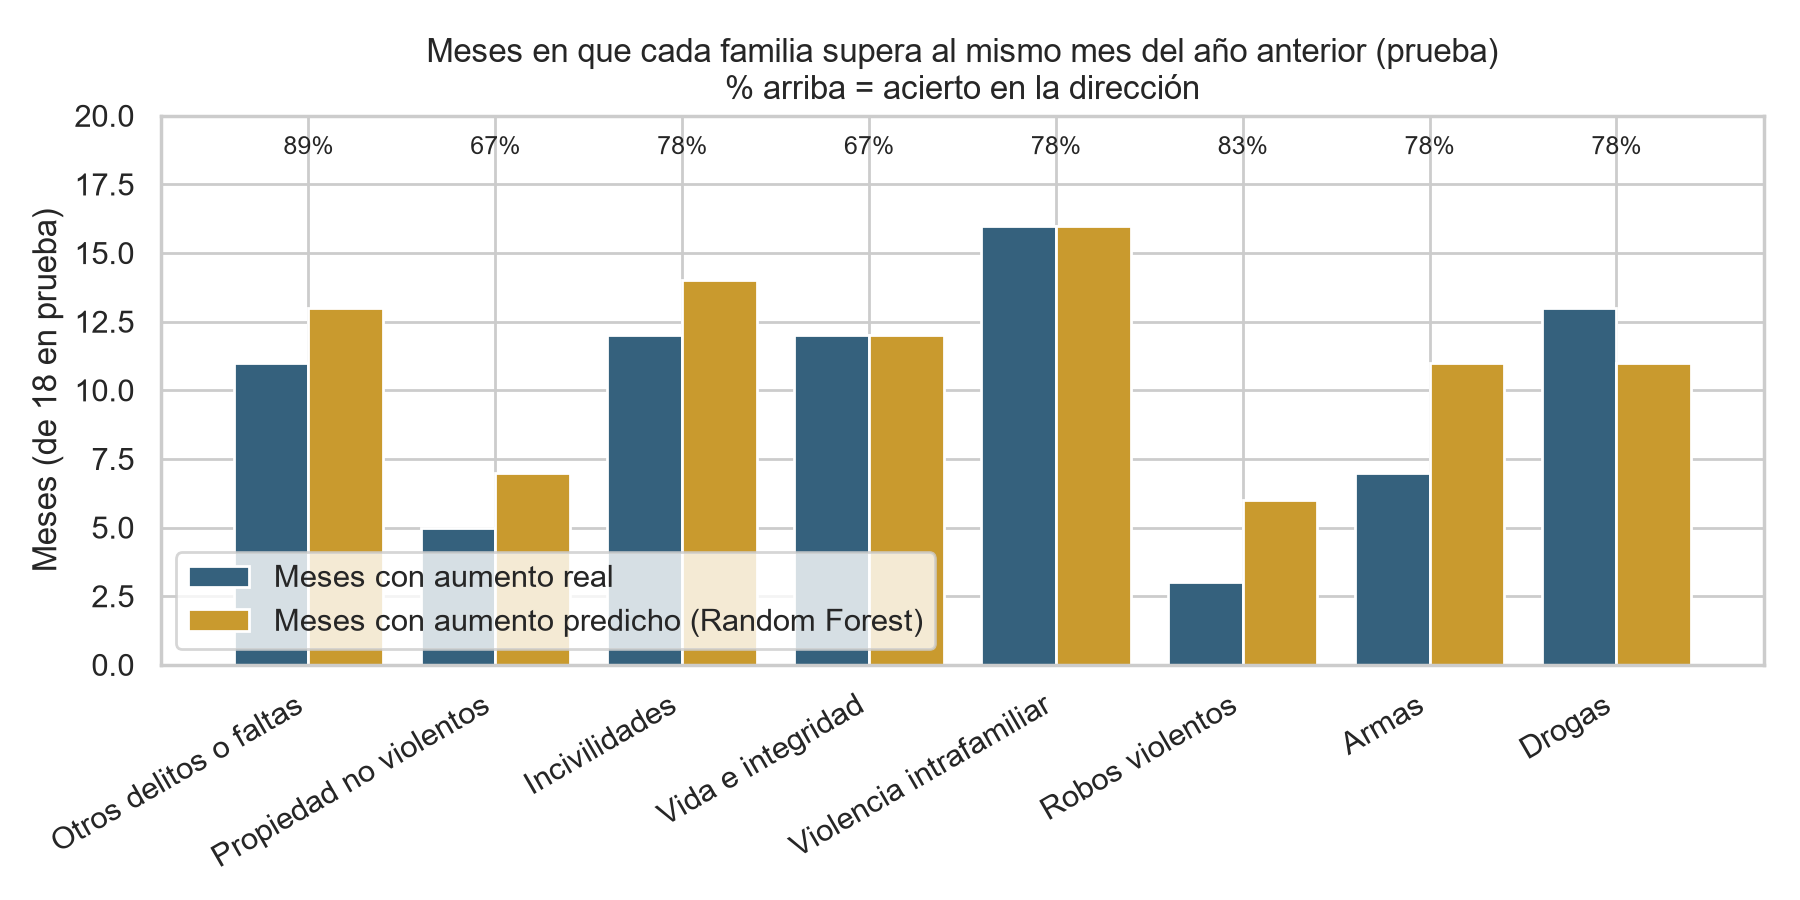 Meses en que cada familia supera al mismo mes del año anterior (prueba)
% arriba = acierto en la dirección
Meses (de 18 en prueba)
20.0
17.5
15.0
12.5
10.0
7.5
5.0
2.5
0.0
89%
67%
78%
67%
78%
83%
78%
78%
Meses con aumento real
Meses con aumento predicho (Random Forest)
Otros delitos o faltas
Propiedad no violentos
Incivilidades
Vida e integridad
Violencia intrafamiliar
Robos violentos
Armas
Drogas